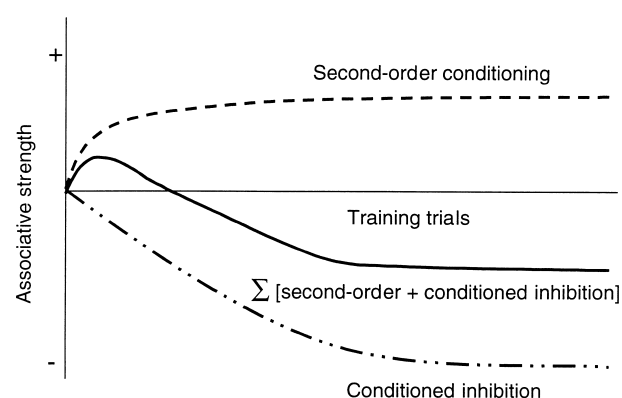 +
Second-order conditioning
Associative strength
Training trials
∑ [second-order + conditioned inhibition]
-
Conditioned inhibition